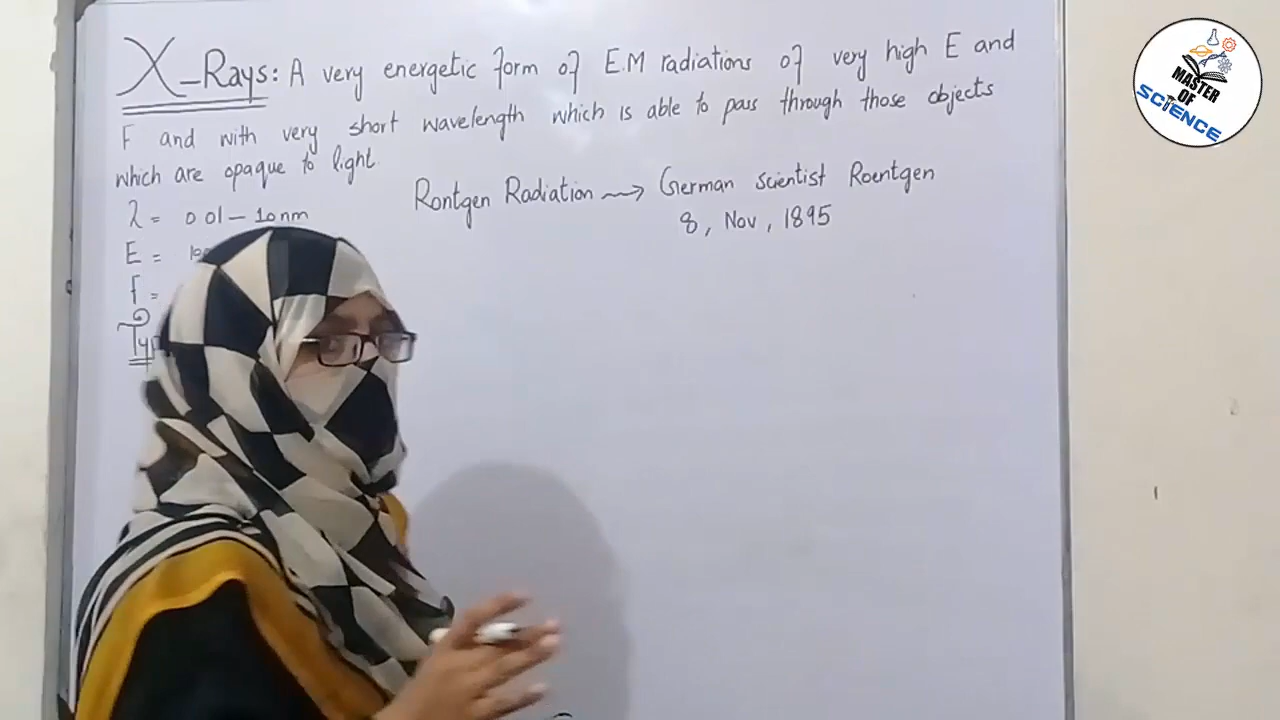 X-Rays: A very energetic form of E.M radiations of very high E and
F and with very short wavelength which is able to pass through those objects
which are opaque to light.
Rontgen Radiation → German scientist Roentgen
8, Nov, 1895
λ = 0.01 – 10 nm
E =
f =
Typ
MASTER
OF
SCIENCE